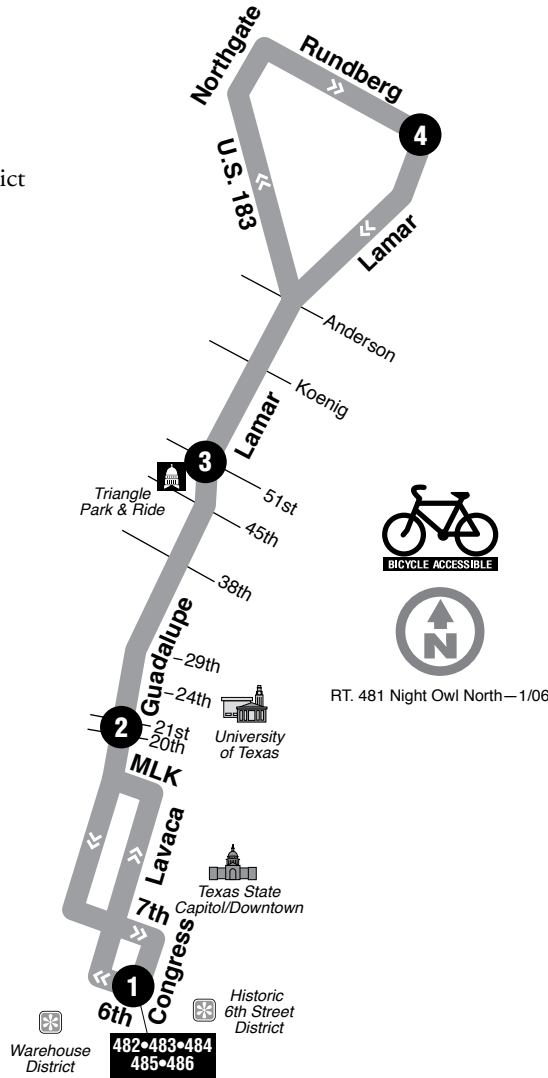 Northgate
Rundberg
4
ict
U.S. 183
Lamar
Anderson
Koenig
Lamar
3
Triangle
Park & Ride
51st
45th
BICYCLE ACCESSIBLE
38th
N
Guadalupe
29th
24th
RT. 481 Night Owl North—1/06
2
21st
20th
University
of Texas
MLK
Lavaca
Texas State
Capitol/Downtown
7th
Congress
1
6th
Historic
6th Street
District
Warehouse
District
482•483•484
485•486